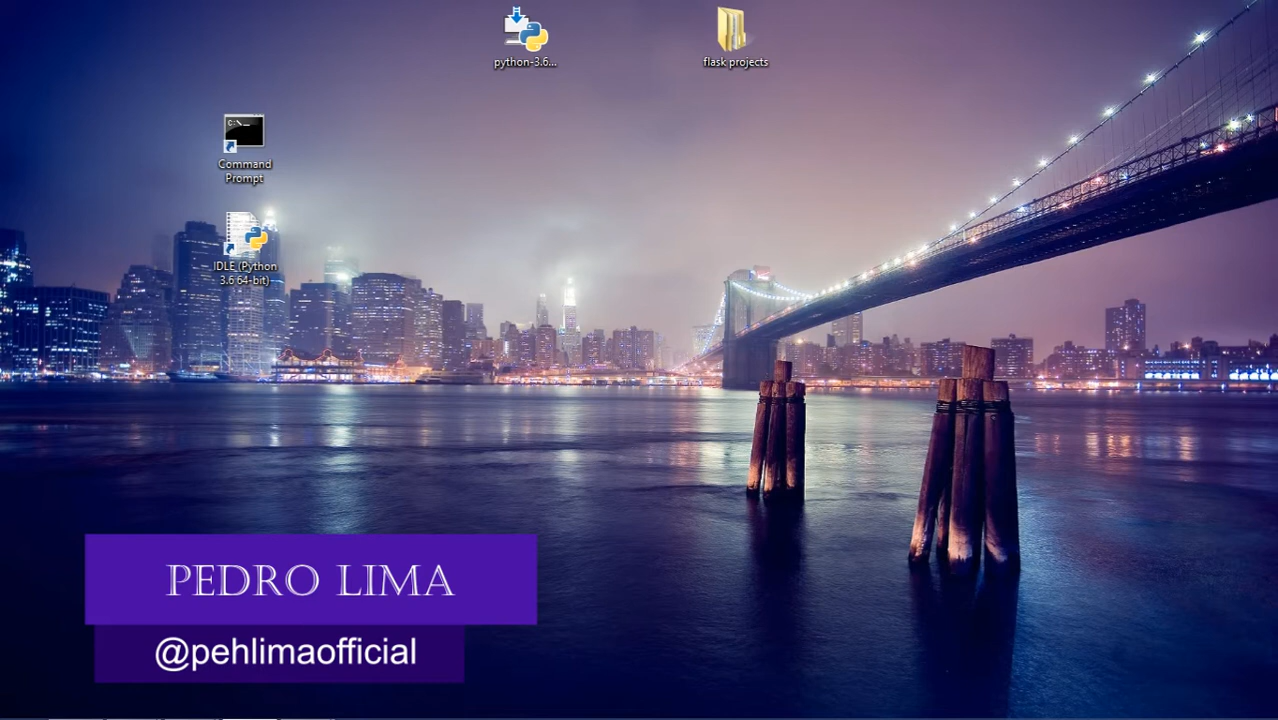 python-3.6...
flask projects
C:\_
Command
Prompt
IDLE (Python
3.6 64-bit)
PEDRO LIMA
@pehlimaofficial